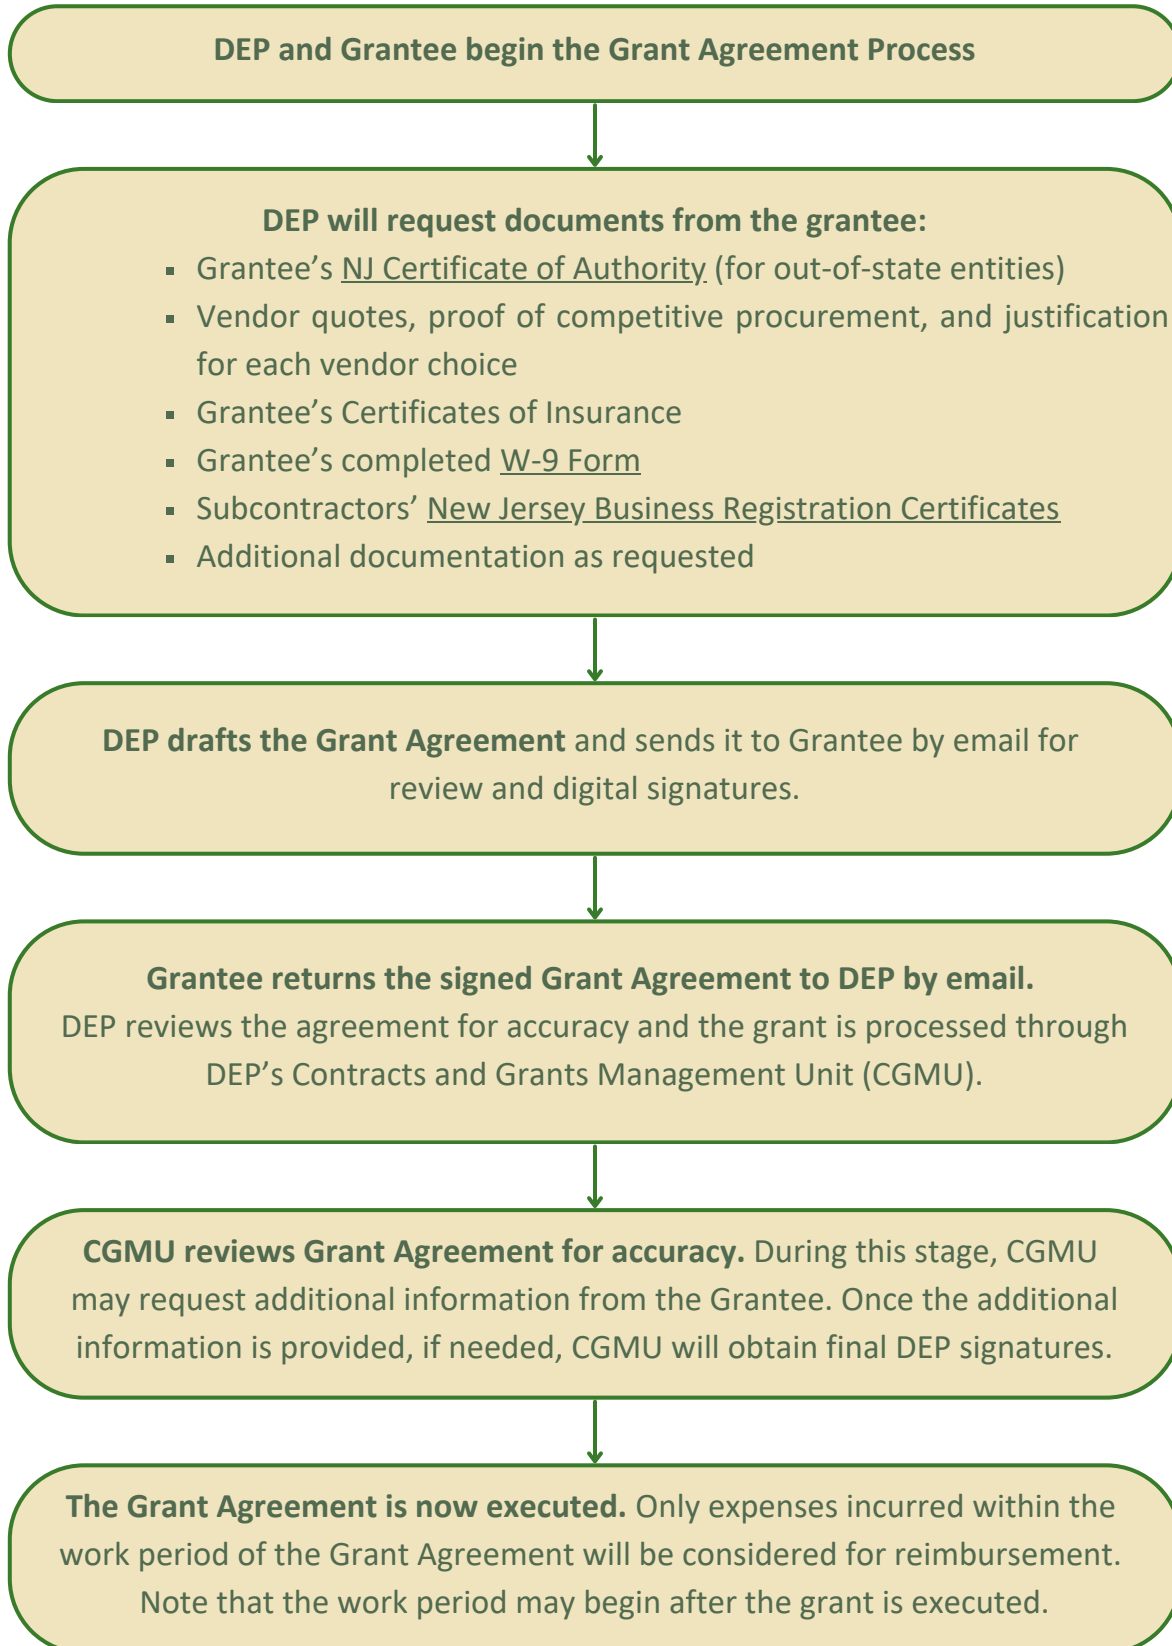 DEP and Grantee begin the Grant Agreement Process
DEP will request documents from the grantee:
▪ Grantee’s NJ Certificate of Authority (for out-of-state entities)
▪ Vendor quotes, proof of competitive procurement, and justification
for each vendor choice
▪ Grantee’s Certificates of Insurance
▪ Grantee’s completed W-9 Form
▪ Subcontractors’ New Jersey Business Registration Certificates
▪ Additional documentation as requested
DEP drafts the Grant Agreement and sends it to Grantee by email for
review and digital signatures.
Grantee returns the signed Grant Agreement to DEP by email.
DEP reviews the agreement for accuracy and the grant is processed through
DEP’s Contracts and Grants Management Unit (CGMU).
CGMU reviews Grant Agreement for accuracy. During this stage, CGMU
may request additional information from the Grantee. Once the additional
information is provided, if needed, CGMU will obtain final DEP signatures.
The Grant Agreement is now executed. Only expenses incurred within the
work period of the Grant Agreement will be considered for reimbursement.
Note that the work period may begin after the grant is executed.